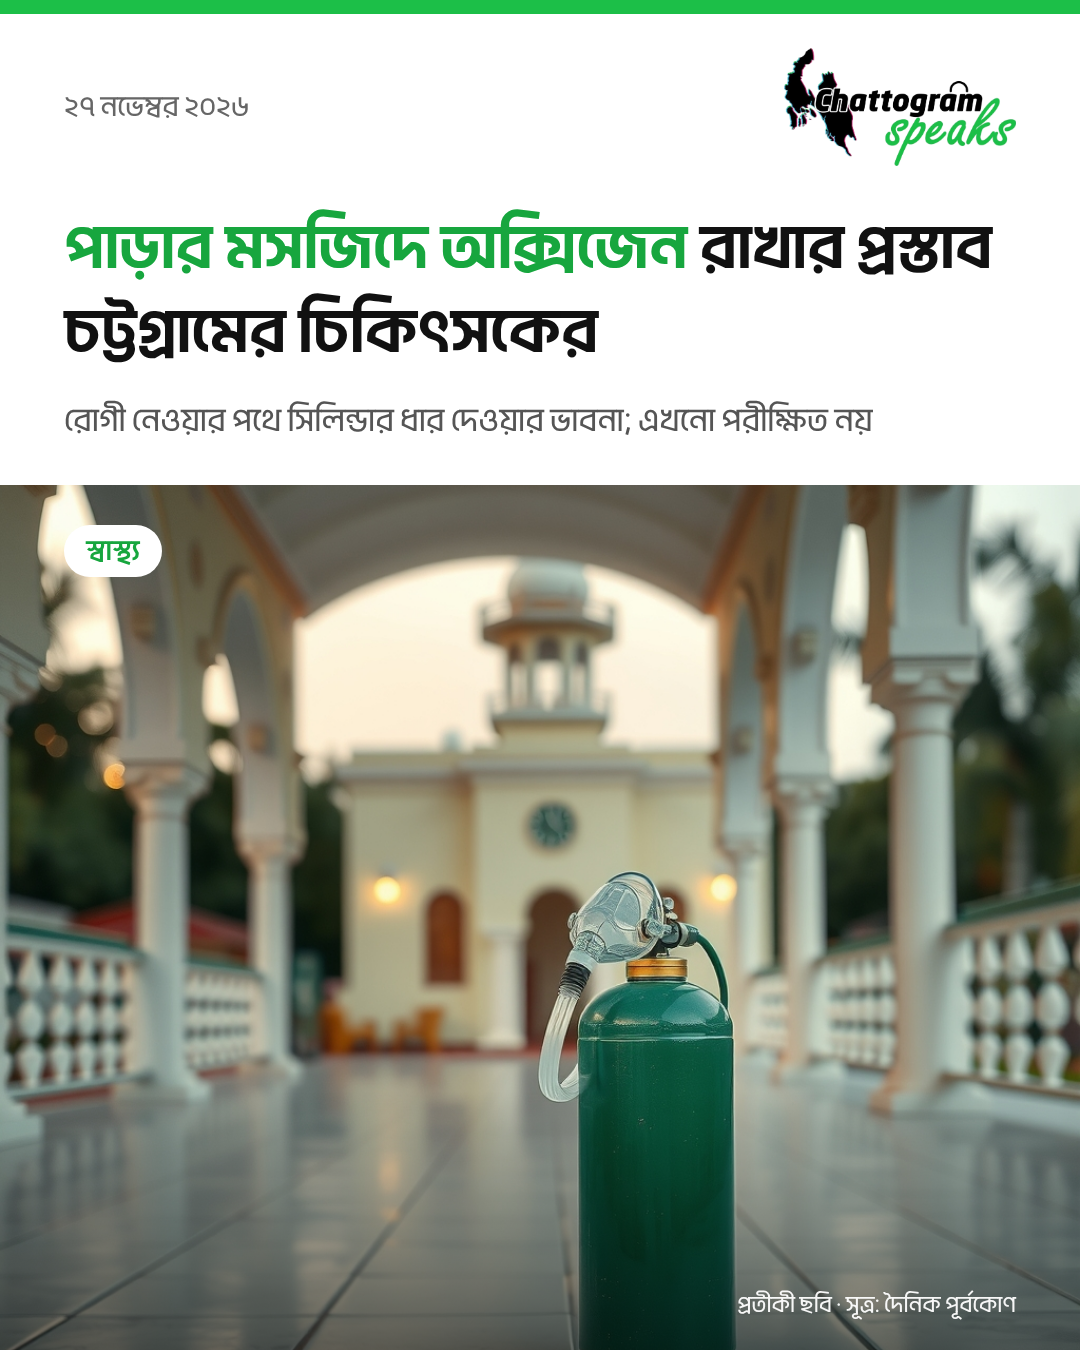 ২৭ নভেম্বর ২০২৬
Chattogram
speaks
পাড়ার মসজিদে অক্সিজেন রাখার প্রস্তাব
চট্টগ্রামের চিকিৎসকের
রোগী নেওয়ার পথে সিলিন্ডার ধার দেওয়ার ভাবনা; এখনো পরীক্ষিত নয়
স্বাস্থ্য
প্রতীকী ছবি · সূত্র: দৈনিক পূর্বকোণ